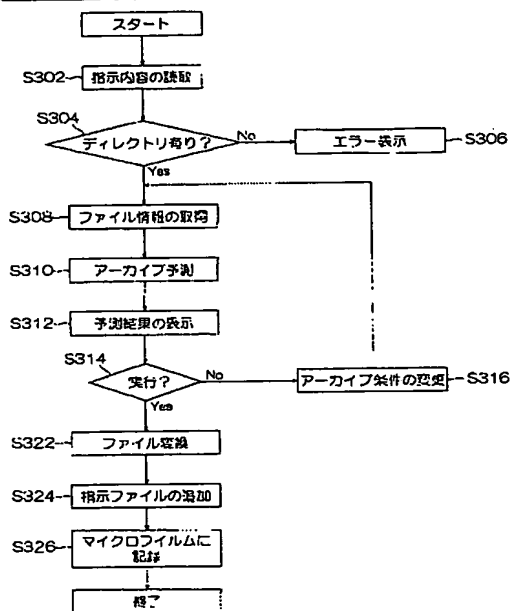 スタート
S302
指示内容の読取
S304
ディレクトリ有り?
No
エラー表示
S306
Yes
S308
ファイル情報の取得
S310
アーカイブ予測
S312
予測結果の表示
S314
実行?
No
アーカイブ条件の変更
S316
Yes
S322
ファイル変換
S324
指示ファイルの追加
S326
マイクロフィルムに
記録
終了